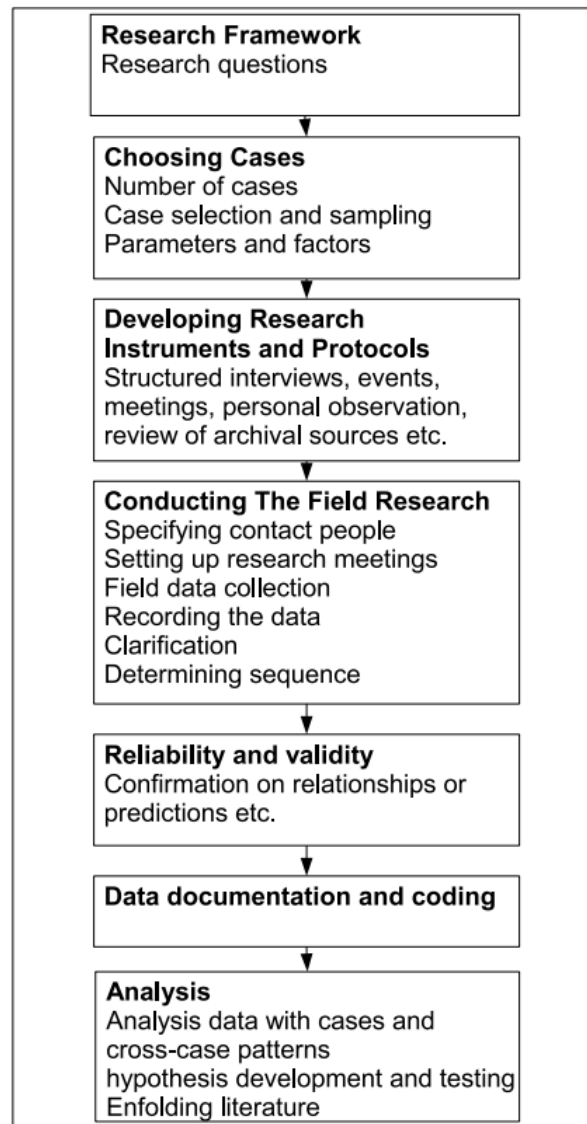 Research Framework
Research questions
Choosing Cases
Number of cases
Case selection and sampling
Parameters and factors
Developing Research
Instruments and Protocols
Structured interviews, events,
meetings, personal observation,
review of archival sources etc.
Conducting The Field Research
Specifying contact people
Setting up research meetings
Field data collection
Recording the data
Clarification
Determining sequence
Reliability and validity
Confirmation on relationships or
predictions etc.
Data documentation and coding
Analysis
Analysis data with cases and
cross-case patterns
hypothesis development and testing
Enfolding literature